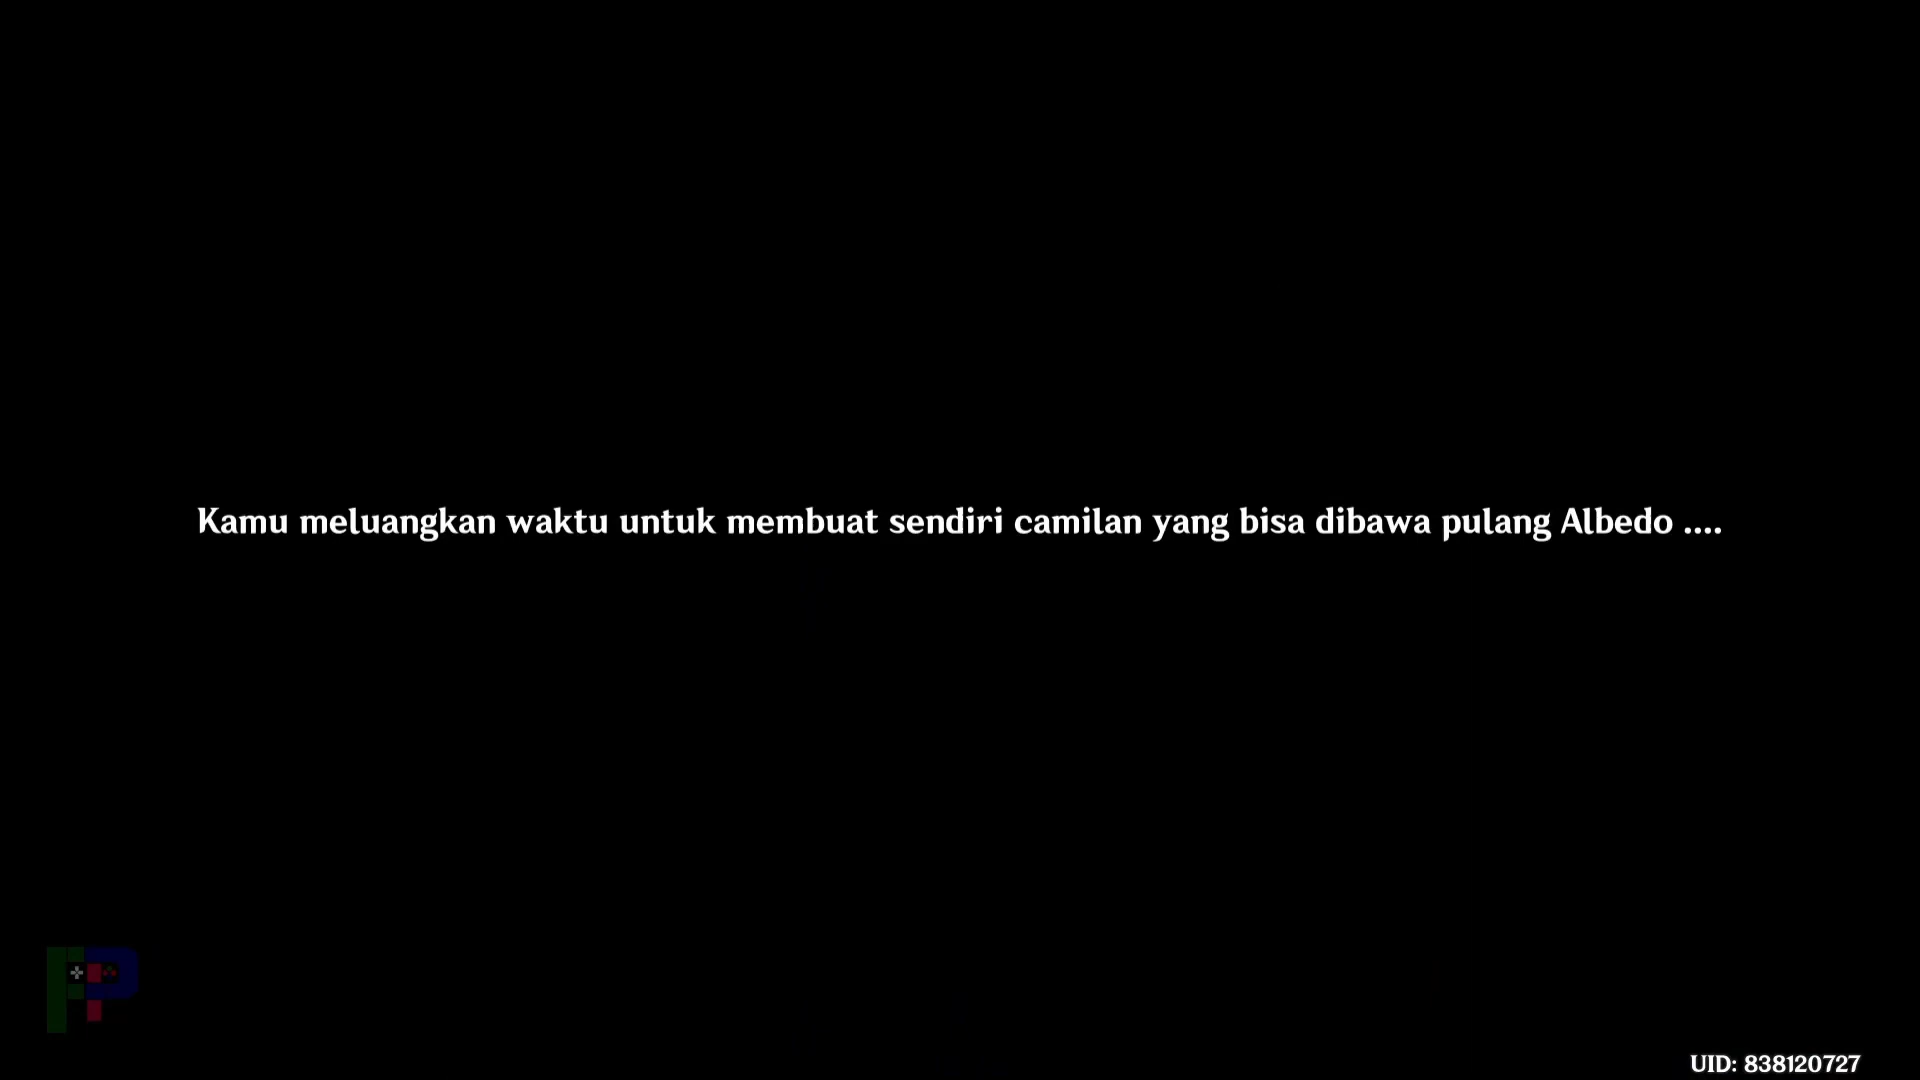 Kamu meluangkan waktu untuk membuat sendiri camilan yang bisa dibawa pulang Albedo ....
UID: 838120727